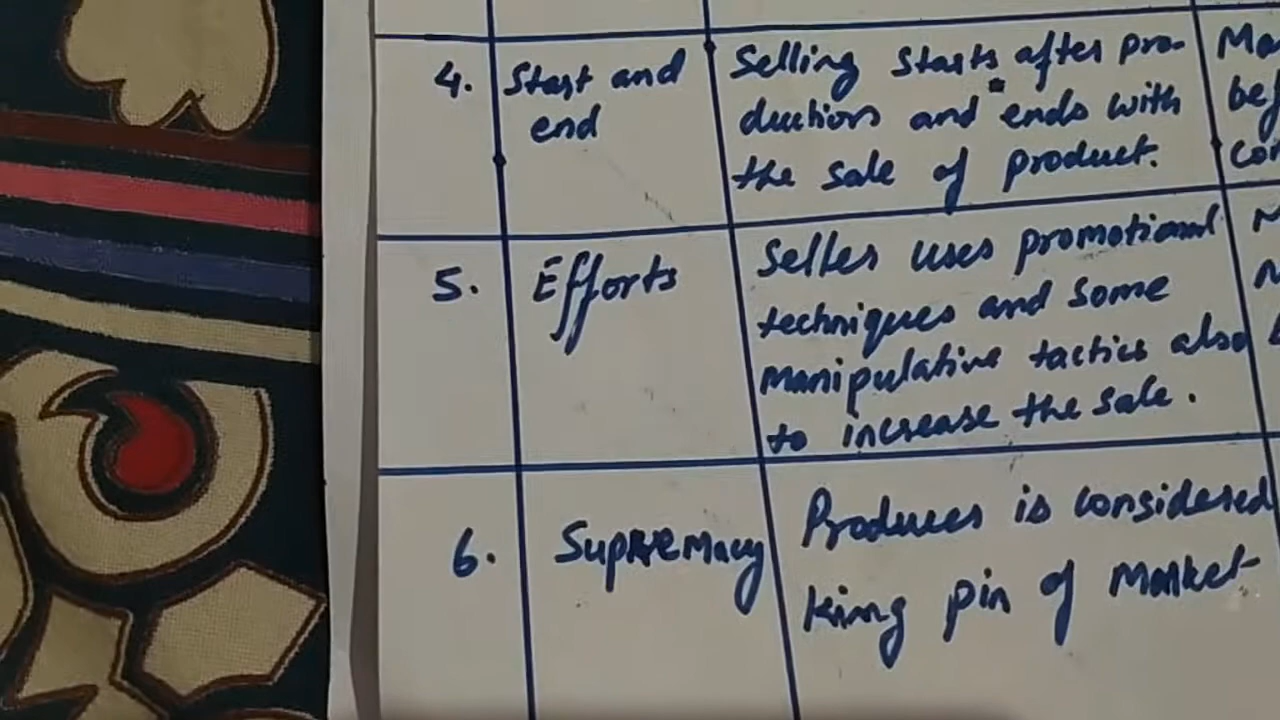 4. Start and end
Selling starts after pro-
duction and ends with
the sale of product.
5. Efforts
Seller uses promotional
techniques and some
manipulative tactics also
to increase the sale.
6. Supremacy
Producer is considered
king pin of market